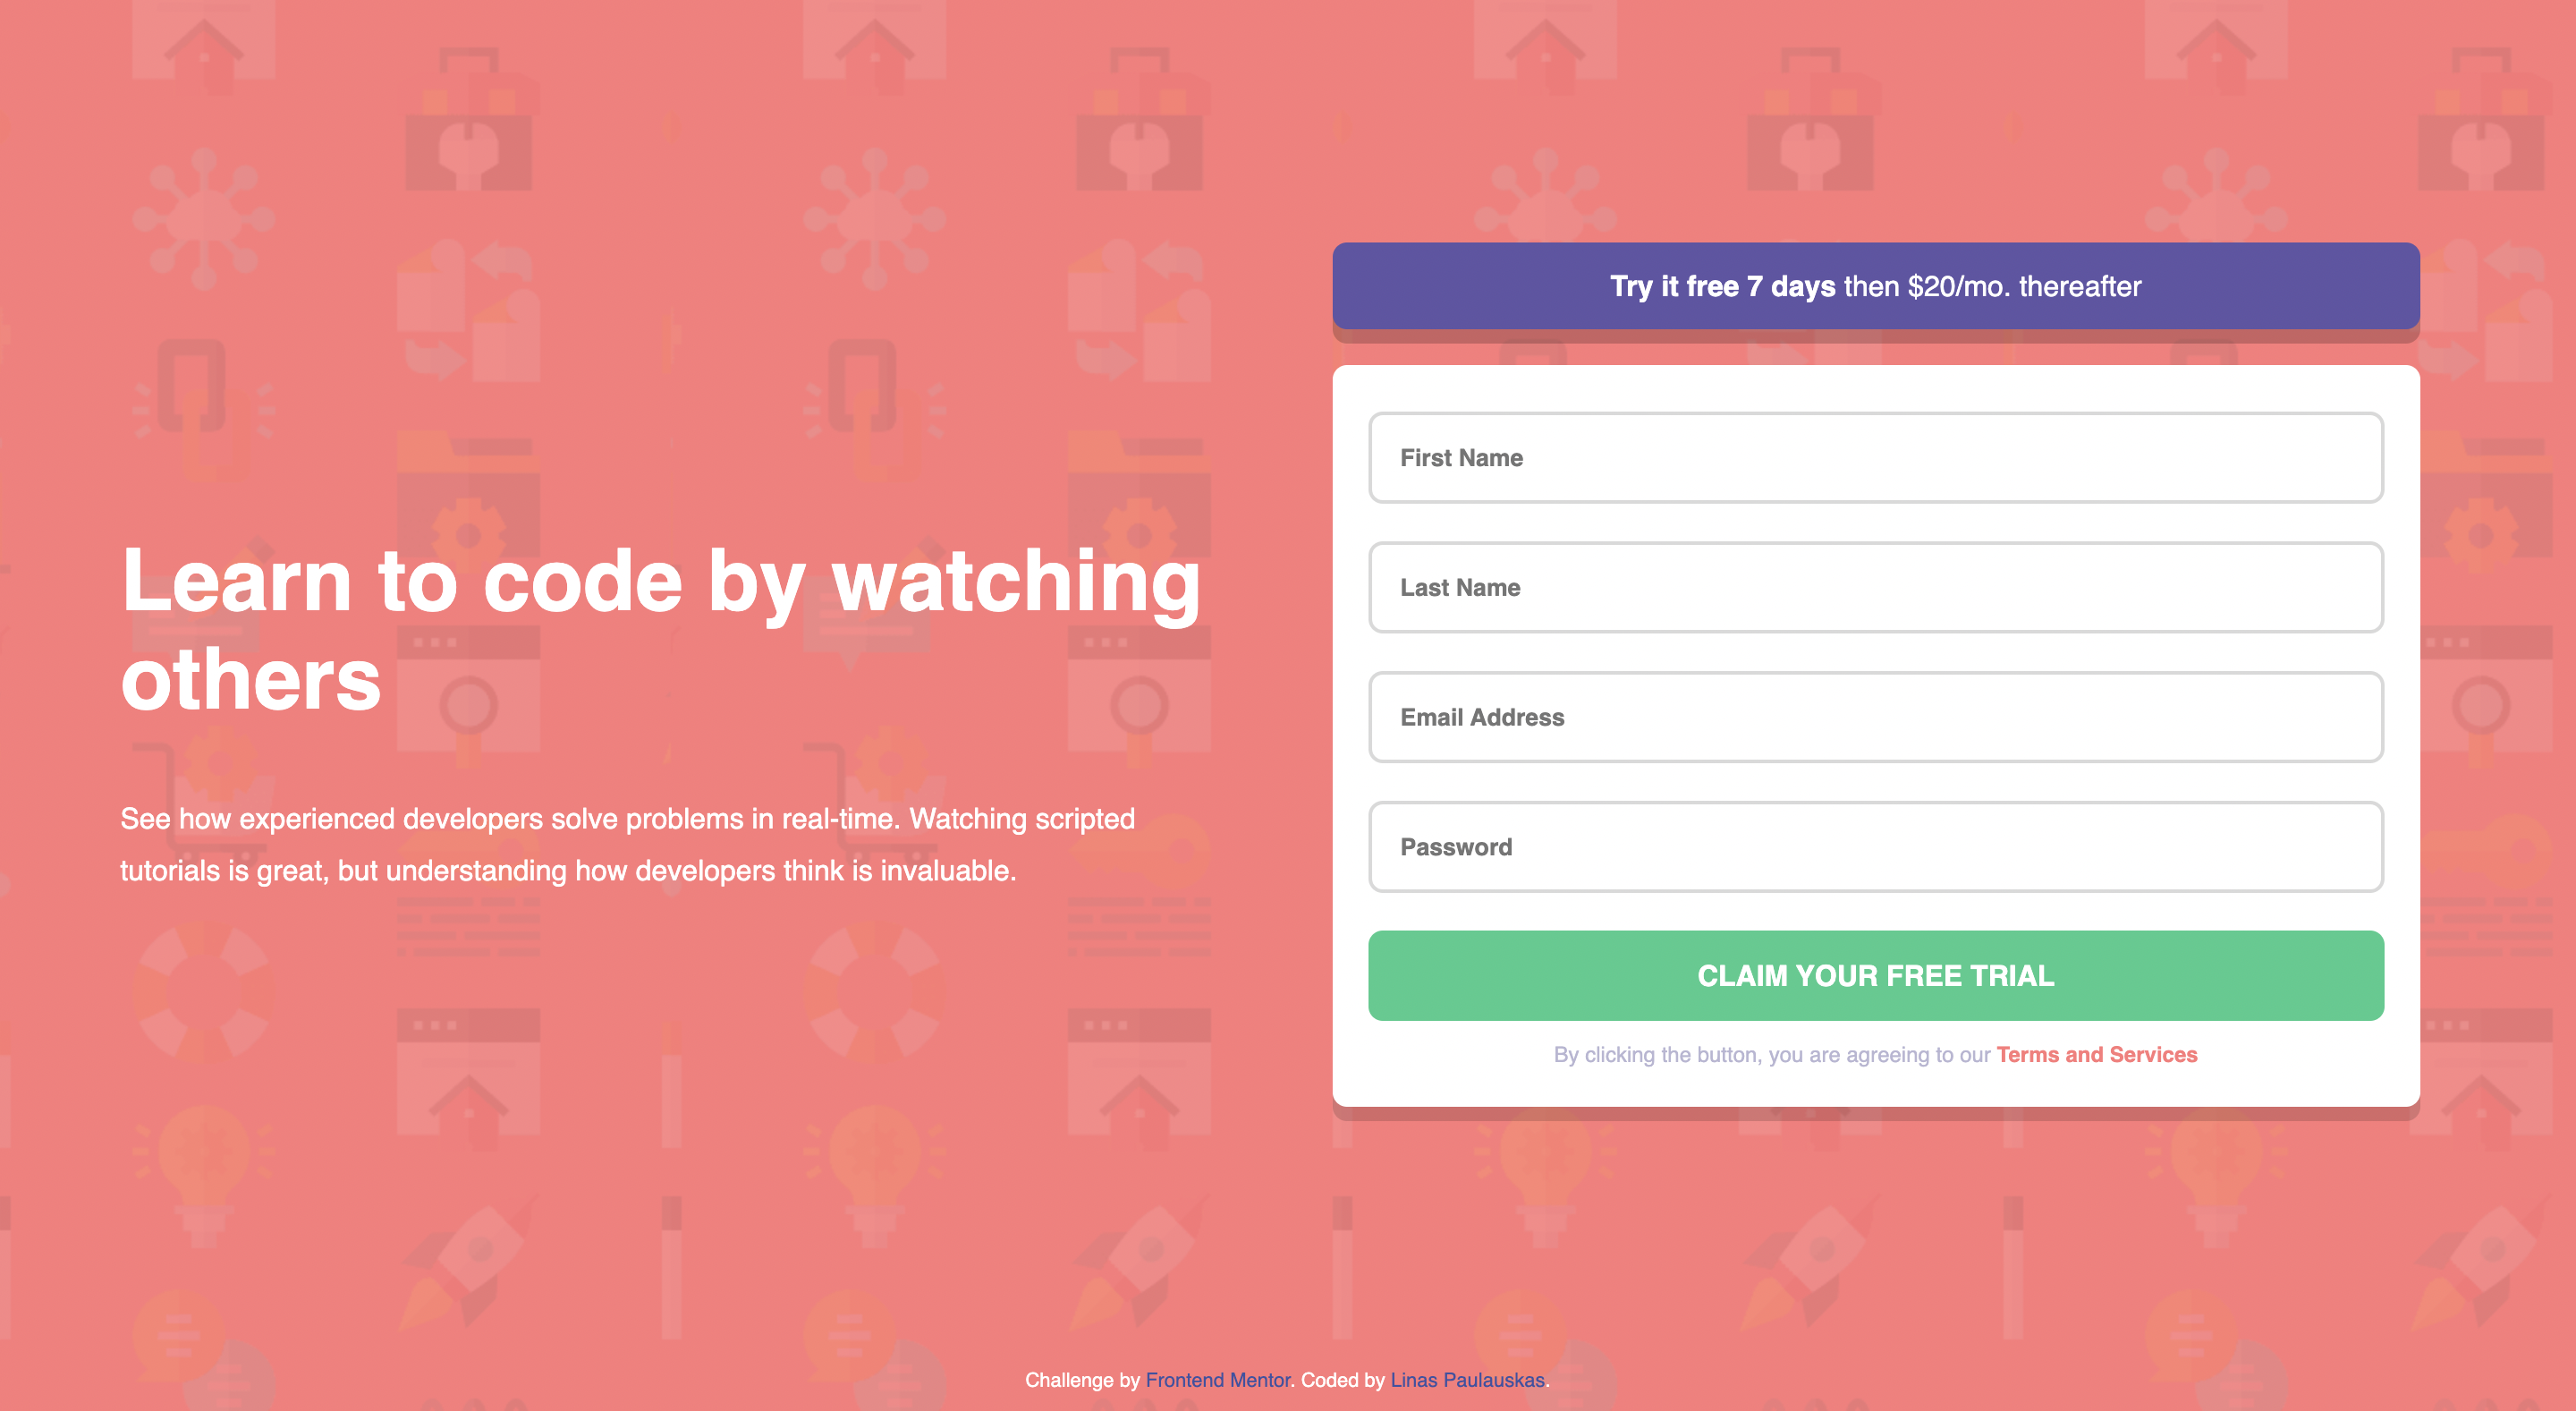 Learn to code by watching
others
See how experienced developers solve problems in real-time. Watching scripted
tutorials is great, but understanding how developers think is invaluable.
Try it free 7 days then $20/mo. thereafter
First Name
Last Name
Email Address
Password
CLAIM YOUR FREE TRIAL
By clicking the button, you are agreeing to our Terms and Services
Challenge by Frontend Mentor. Coded by Linas Paulauskas.